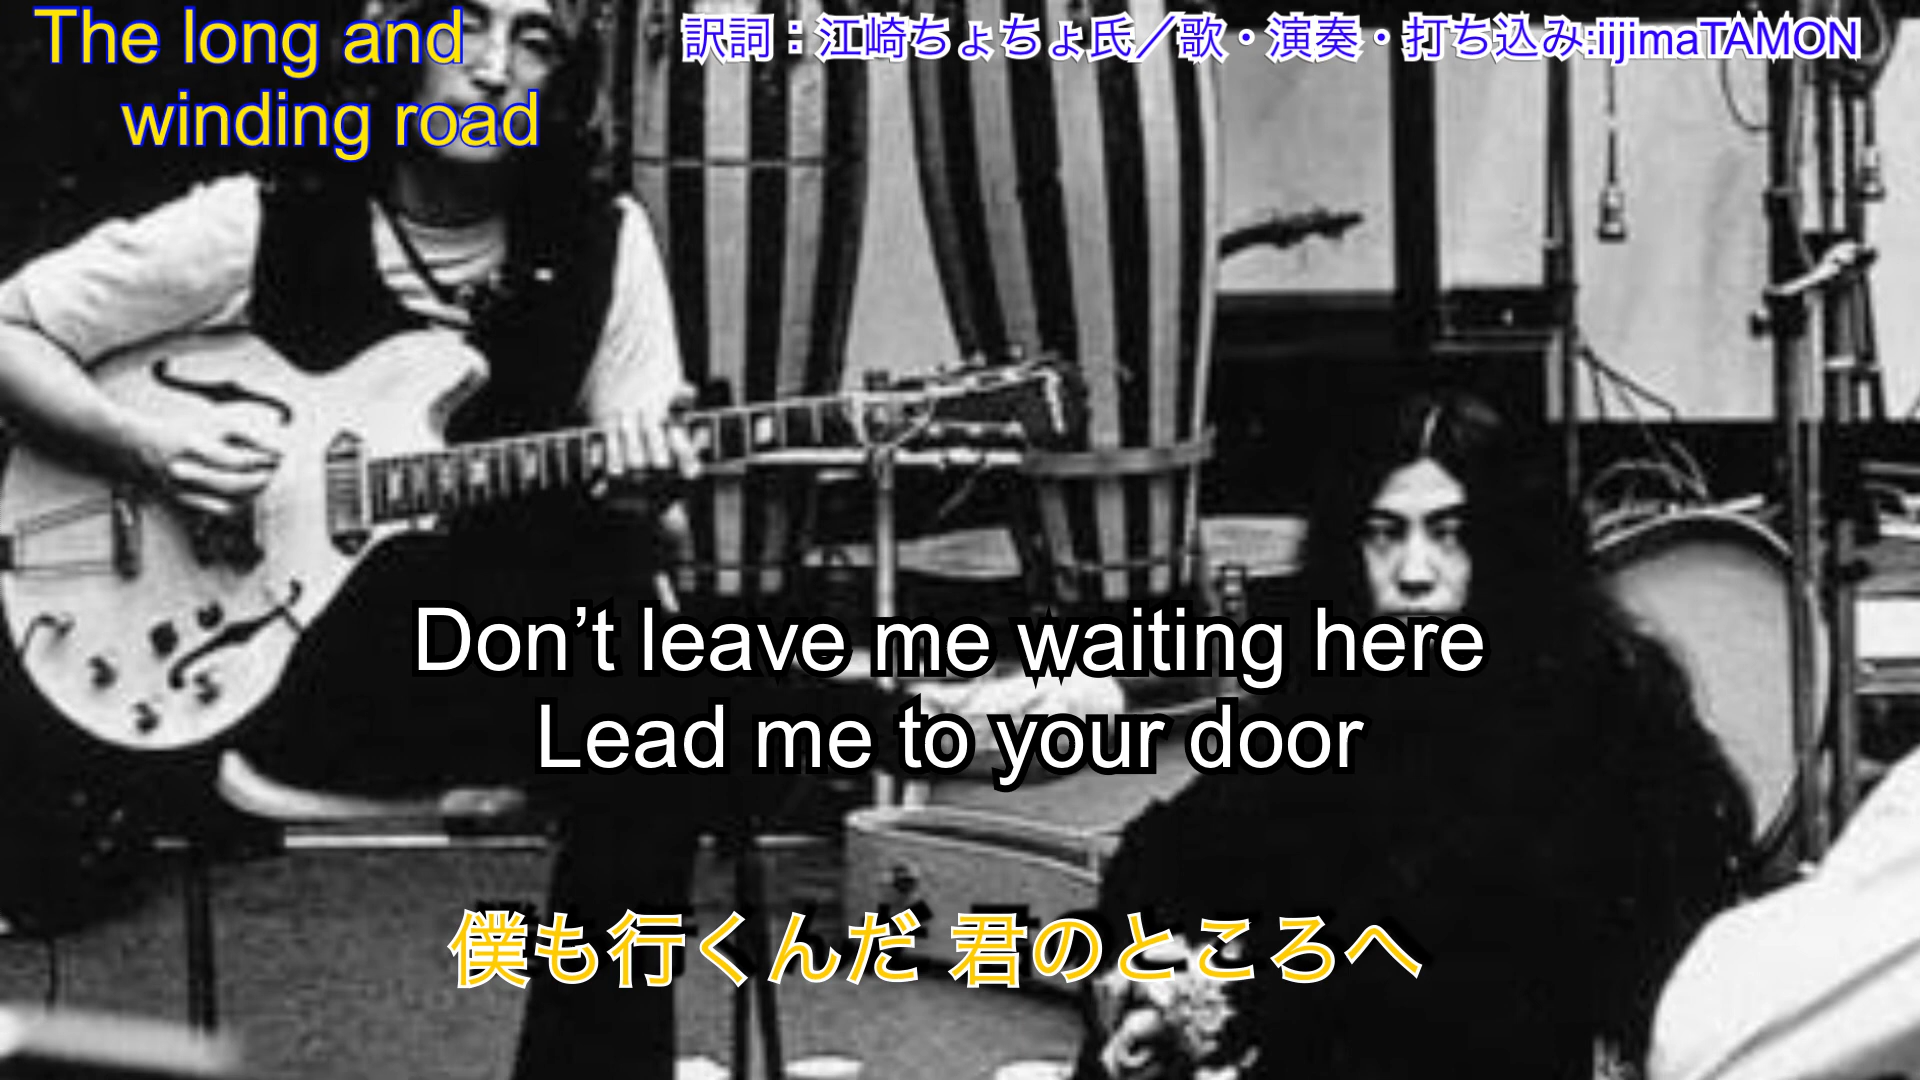 The long and
winding road
訳詞：江崎ちょちょ氏／歌・演奏・打ち込み:iijimaTAMON
Don’t leave me waiting here
Lead me to your door
僕も行くんだ 君のところへ